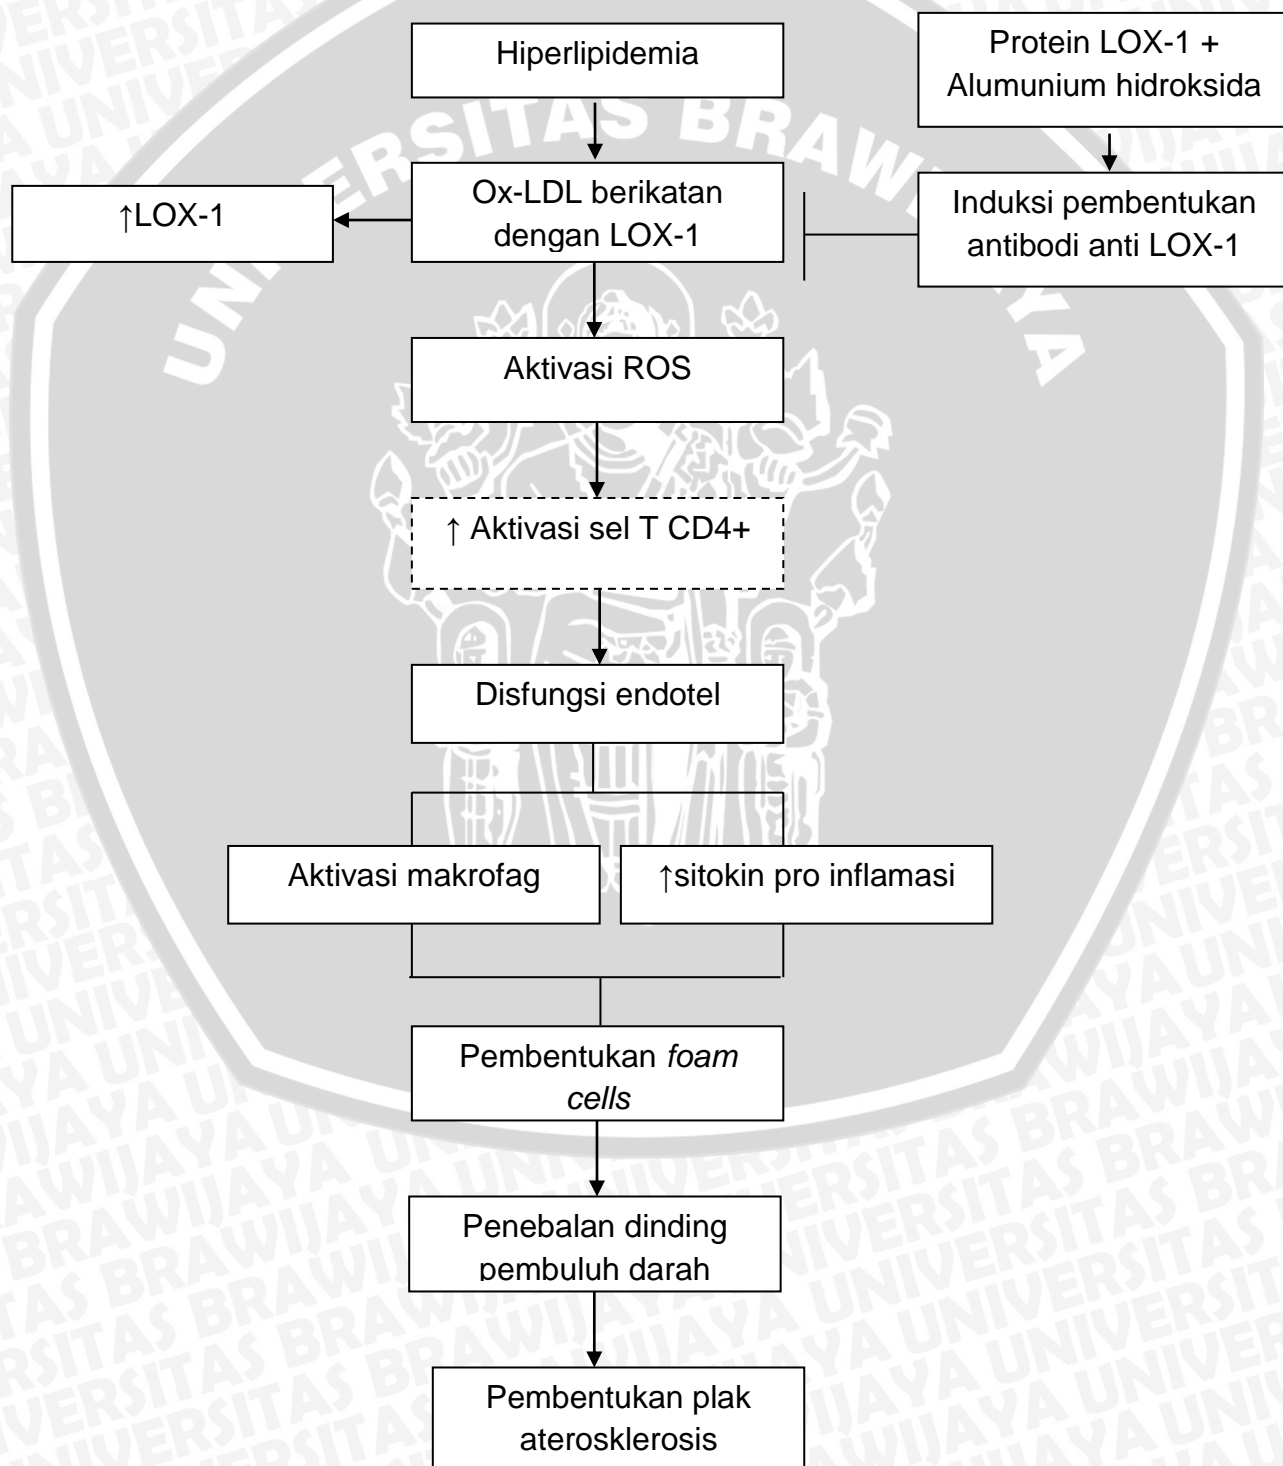 Hiperlipidemia
Protein LOX-1 +
Alumunium hidroksida
↑LOX-1
Ox-LDL berikatan
dengan LOX-1
Induksi pembentukan
antibodi anti LOX-1
Aktivasi ROS
↑ Aktivasi sel T CD4+
Disfungsi endotel
Aktivasi makrofag
↑sitokin pro inflamasi
Pembentukan foam
cells
Penebalan dinding
pembuluh darah
Pembentukan plak
aterosklerosis
UNIVERSITAS BRAWIJAYA